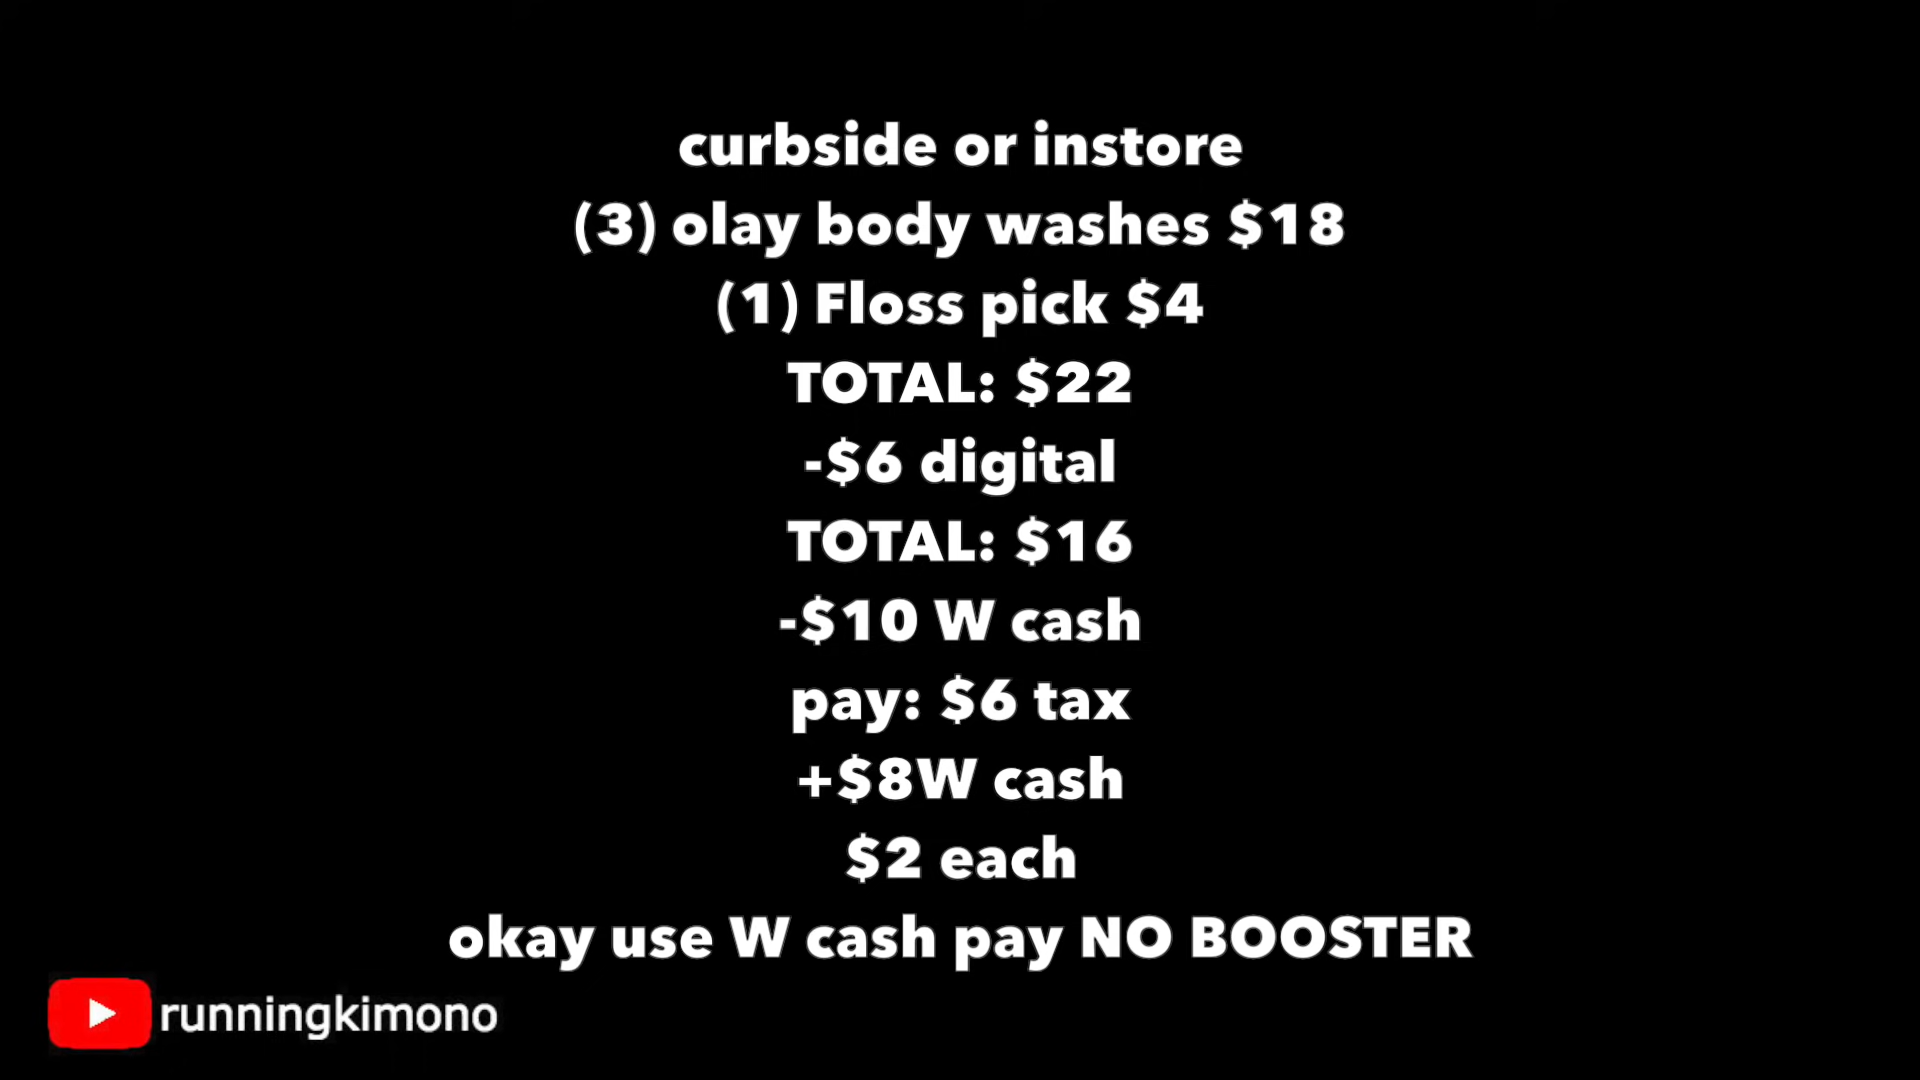 curbside or instore
(3) olay body washes $18
(1) Floss pick $4
TOTAL: $22
-$6 digital
TOTAL: $16
-$10 W cash
pay: $6 tax
+$8W cash
$2 each
okay use W cash pay NO BOOSTER
runningkimono